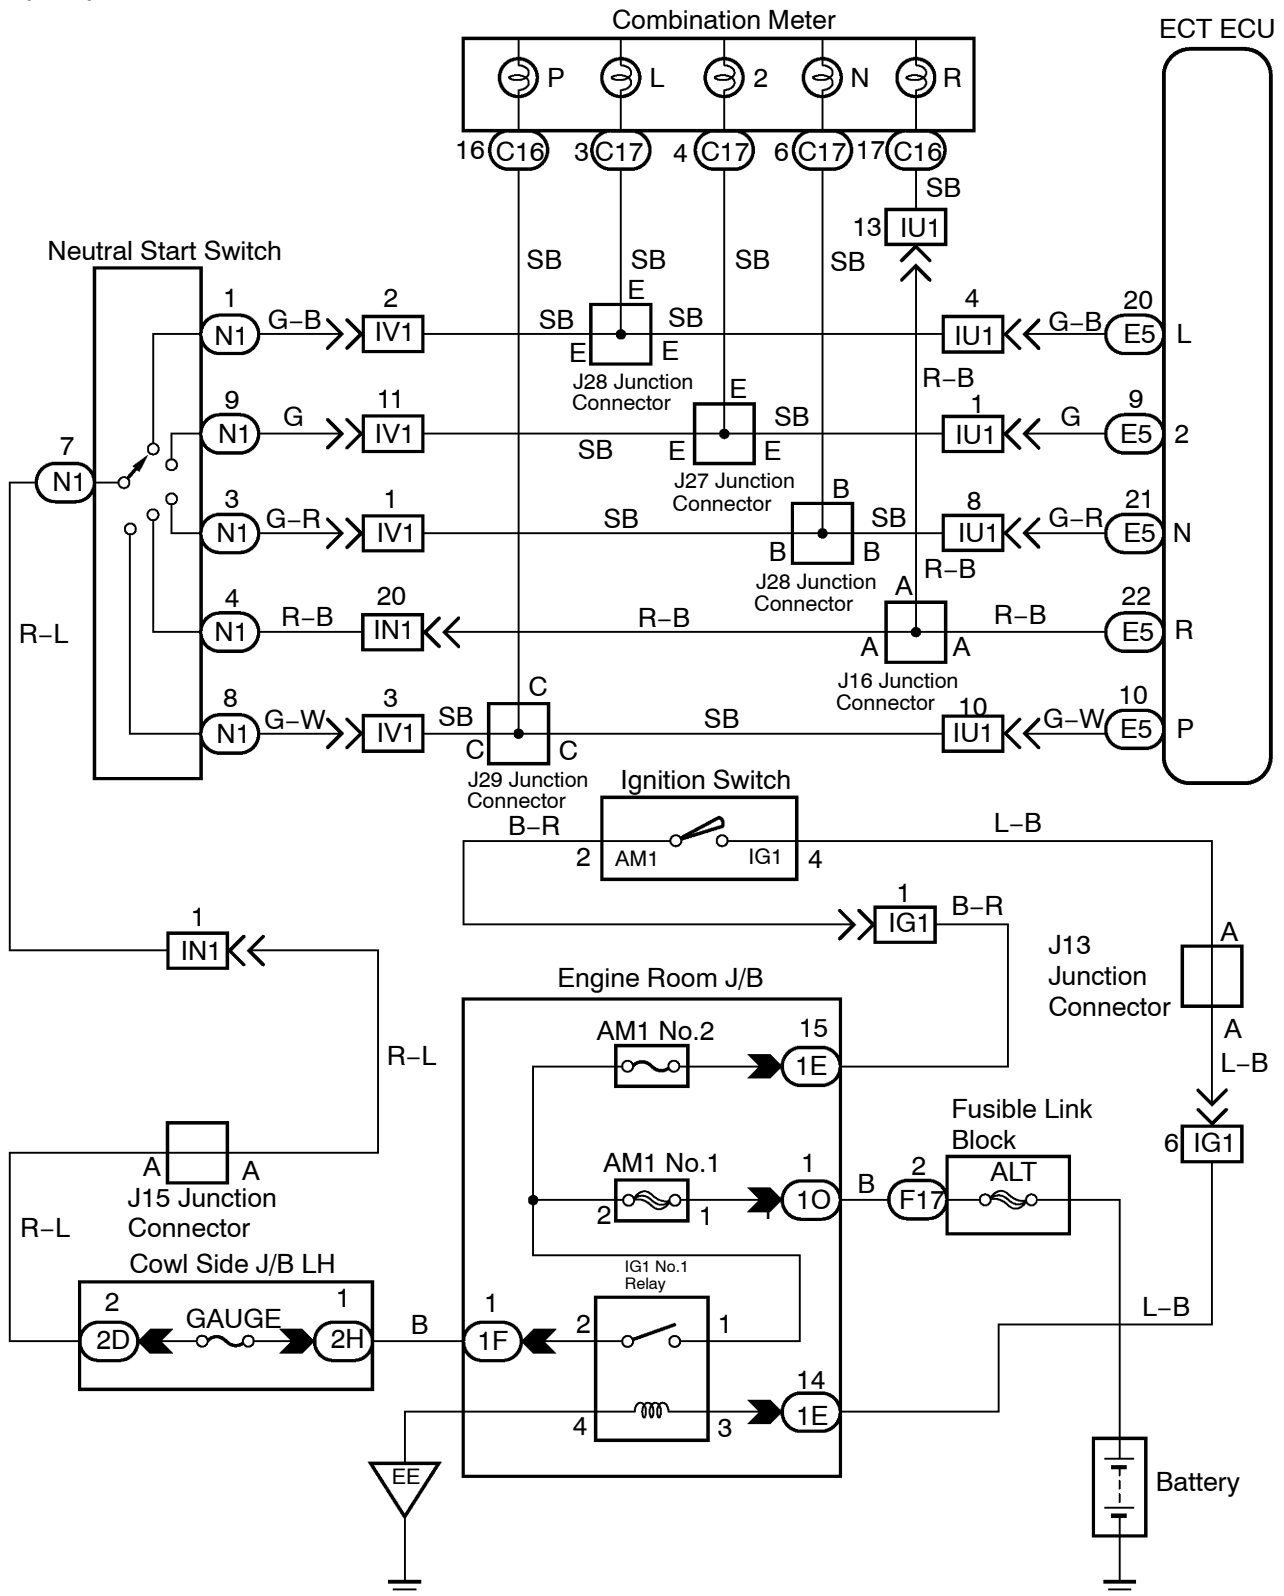 Combination Meter
ECT ECU
P L 2 N R
16 C16 3 C17 4 C17 6 C17 17 C16
SB
13 IU1
Neutral Start Switch
SB SB SB SB
E
1 2 4 20
N1 G–B IV1 SB SB IU1 G–B E5 L
E E
J28 Junction
Connector
R–B
E
9 11 1 9
N1 G IV1 SB SB IU1 G E5 2
E E
J27 Junction
Connector
7
N1
B
3 1 8 21
N1 G–R IV1 SB SB IU1 G–R E5 N
B B
J28 Junction
Connector
R–B
A
4 20 22
N1 R–B IN1 R–B R–B E5 R
A A
R–L
J16 Junction
Connector
C
8 3 10 10
N1 G–W IV1 SB SB IU1 G–W E5 P
C C
J29 Junction
Connector
Ignition Switch
B–R L–B
2 AM1 IG1 4
1
IG1 B–R
1
IN1
A
J13
Junction
Connector
A
L–B
Engine Room J/B
AM1 No.2 15
1E
R–L
Fusible Link
Block
6 IG1
A A
J15 Junction
Connector
AM1 No.1 1
2 1 1O B 2 F17 ALT
R–L
Cowl Side J/B LH
IG1 No.1
Relay
L–B
2 GAUGE 1
2D 2H B
1 2 1
1F
14
4 3 1E
EE
Battery